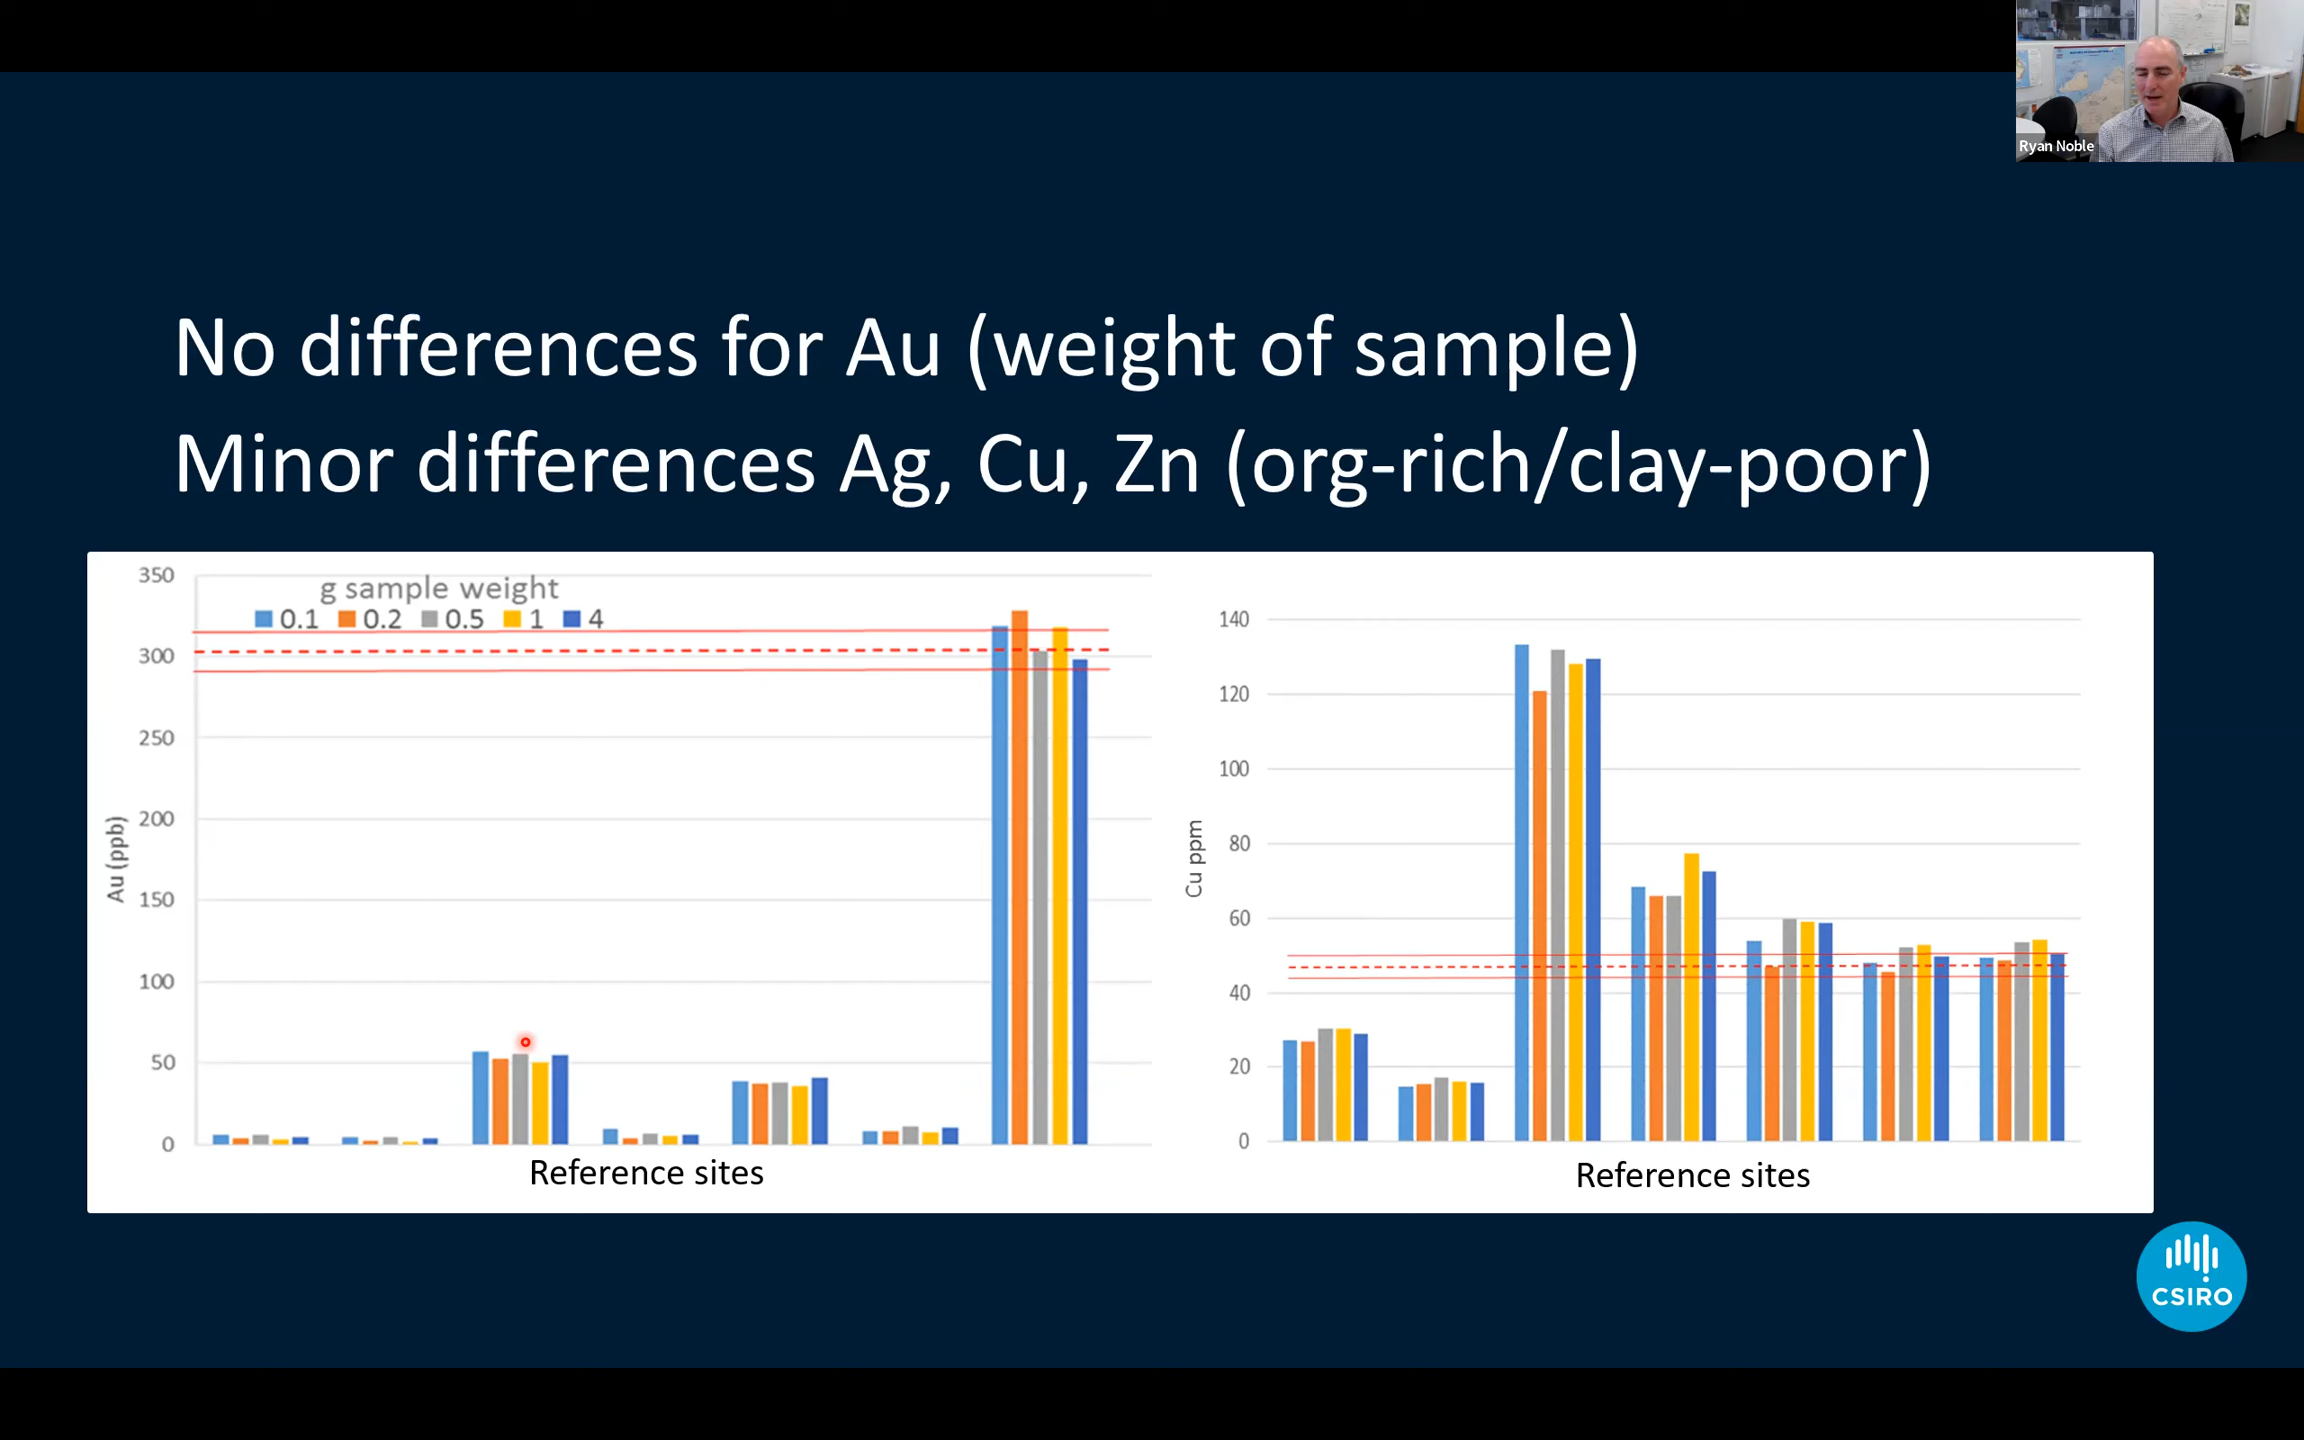 Ryan Noble
No differences for Au (weight of sample)
Minor differences Ag, Cu, Zn (org-rich/clay-poor)
g sample weight
0.1 0.2 0.5 1 4
Au (ppb)
350
300
250
200
150
100
50
0
Reference sites
Cu ppm
140
120
100
80
60
40
20
0
Reference sites
CSIRO